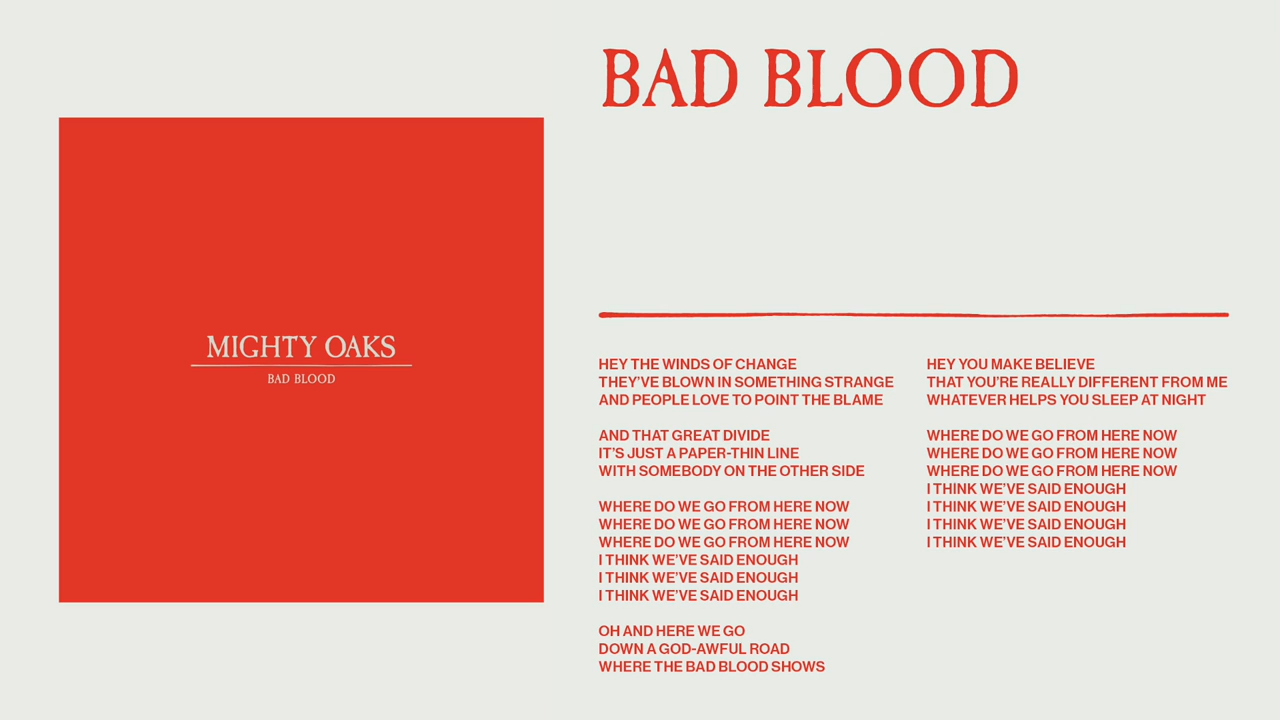 BAD BLOOD
MIGHTY OAKS
BAD BLOOD
HEY THE WINDS OF CHANGE
THEY'VE BLOWN IN SOMETHING STRANGE
AND PEOPLE LOVE TO POINT THE BLAME
AND THAT GREAT DIVIDE
IT'S JUST A PAPER-THIN LINE
WITH SOMEBODY ON THE OTHER SIDE
WHERE DO WE GO FROM HERE NOW
WHERE DO WE GO FROM HERE NOW
WHERE DO WE GO FROM HERE NOW
I THINK WE'VE SAID ENOUGH
I THINK WE'VE SAID ENOUGH
I THINK WE'VE SAID ENOUGH
OH AND HERE WE GO
DOWN A GOD-AWFUL ROAD
WHERE THE BAD BLOOD SHOWS
HEY YOU MAKE BELIEVE
THAT YOU'RE REALLY DIFFERENT FROM ME
WHATEVER HELPS YOU SLEEP AT NIGHT
WHERE DO WE GO FROM HERE NOW
WHERE DO WE GO FROM HERE NOW
WHERE DO WE GO FROM HERE NOW
I THINK WE'VE SAID ENOUGH
I THINK WE'VE SAID ENOUGH
I THINK WE'VE SAID ENOUGH
I THINK WE'VE SAID ENOUGH